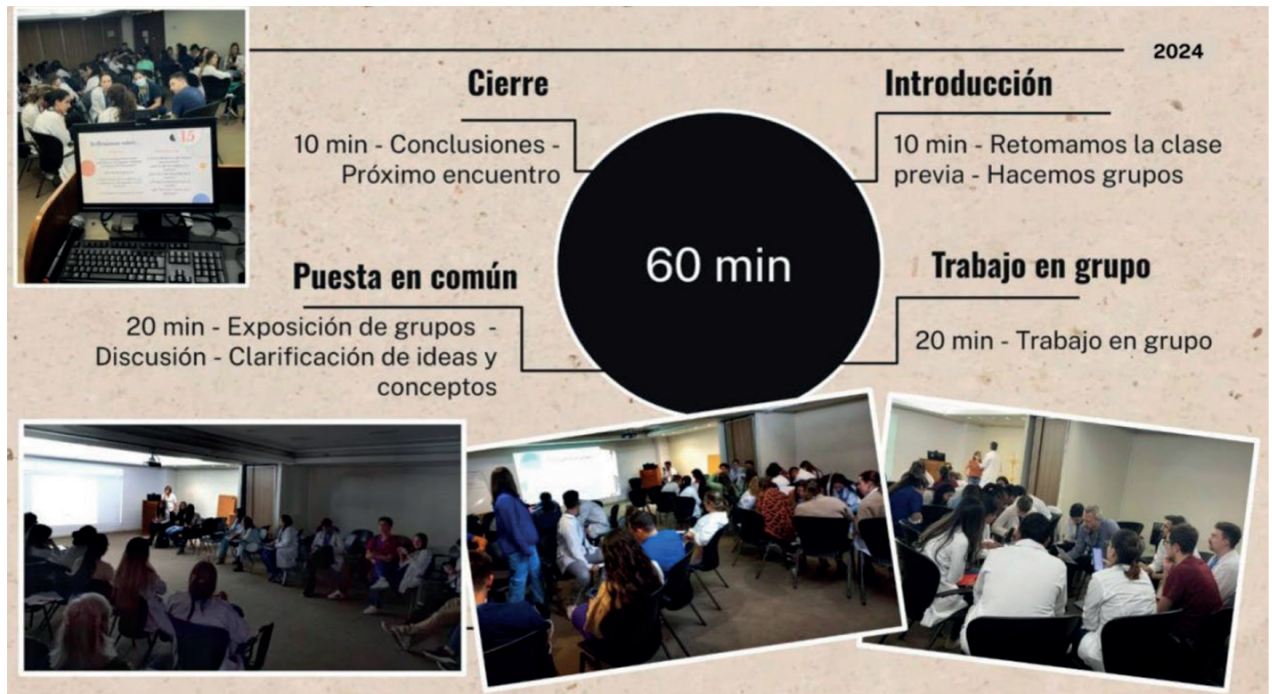 2024
Cierre
10 min - Conclusiones -
Próximo encuentro
Introducción
10 min - Retomamos la clase
previa - Hacemos grupos
60 min
Puesta en común
20 min - Exposición de grupos -
Discusión - Clarificación de ideas y
conceptos
Trabajo en grupo
20 min - Trabajo en grupo
15